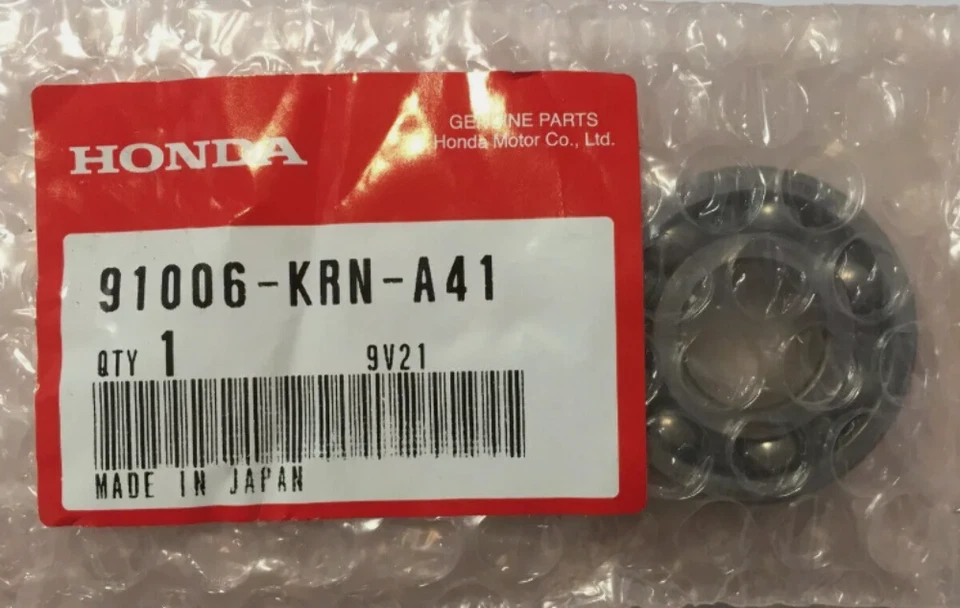 HONDA
GENUINE PARTS
Honda Motor Co., Ltd.
91006-KRN-A41
QTY 1 9V21
MADE IN JAPAN